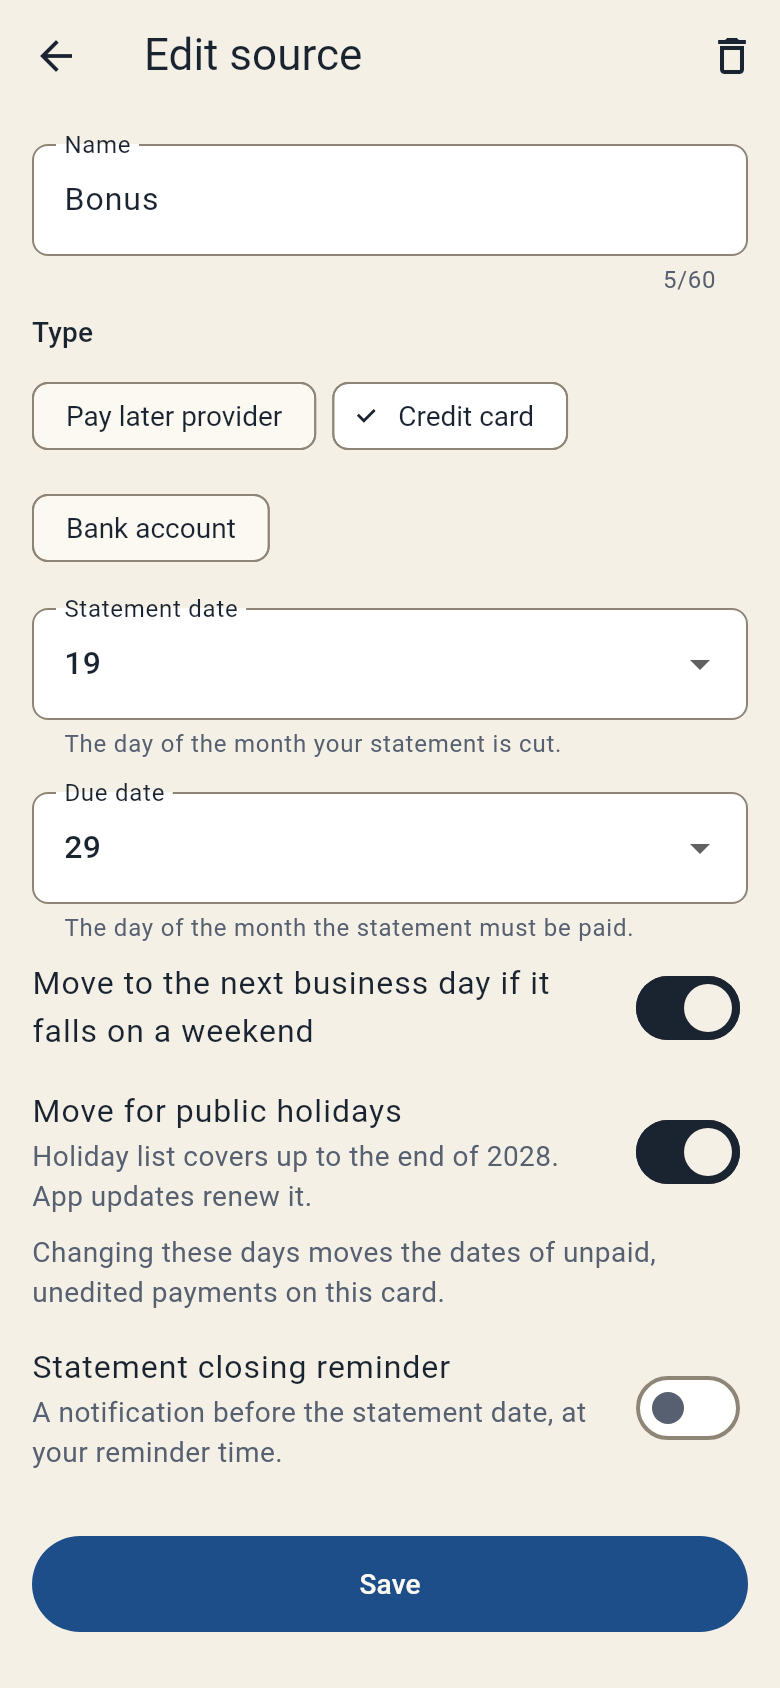 Edit source
Name
Bonus
5/60
Type
Pay later provider
Credit card
Bank account
Statement date
19
The day of the month your statement is cut.
Due date
29
The day of the month the statement must be paid.
Move to the next business day if it
falls on a weekend
Move for public holidays
Holiday list covers up to the end of 2028.
App updates renew it.
Changing these days moves the dates of unpaid,
unedited payments on this card.
Statement closing reminder
A notification before the statement date, at
your reminder time.
Save